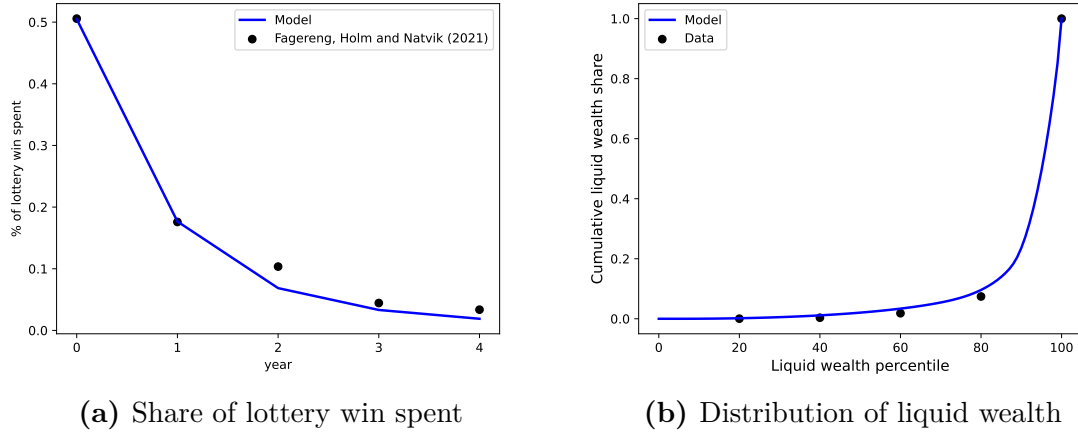 0.5
0.4
0.3
0.2
0.1
0.0
% of lottery win spent
Model
Fagereng, Holm and Natvik (2021)
0 1 2 3 4
year
(a) Share of lottery win spent
1.0
0.8
0.6
0.4
0.2
0.0
Cumulative liquid wealth share
Model
Data
0 20 40 60 80 100
Liquid wealth percentile
(b) Distribution of liquid wealth